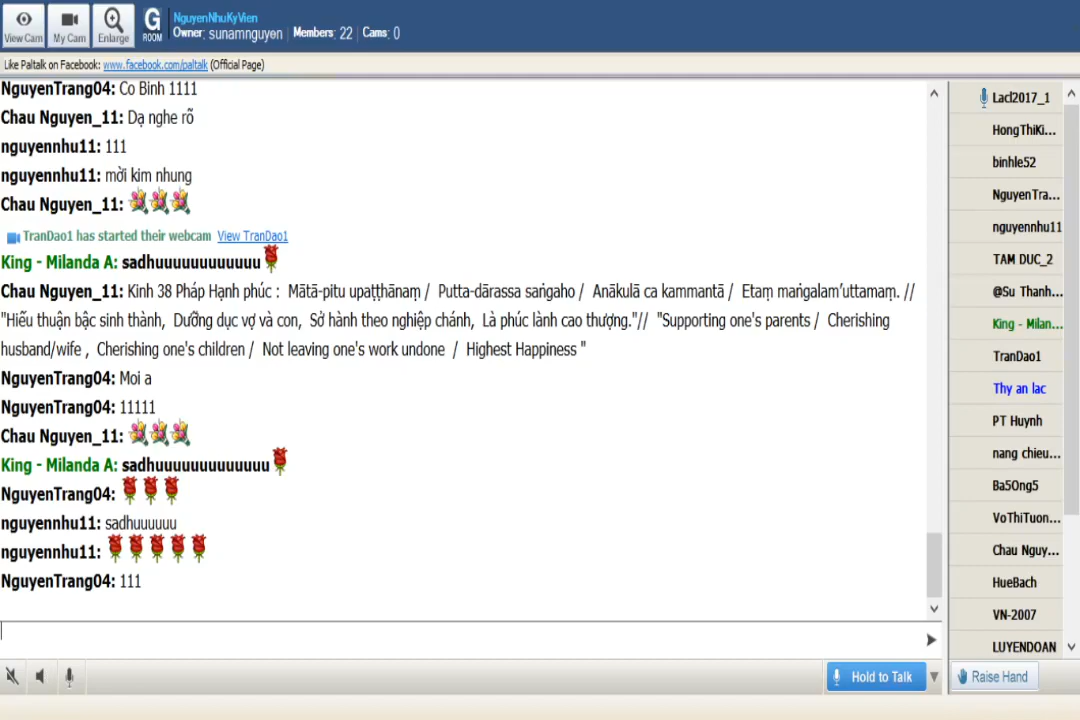 View Cam
My Cam
Enlarge
G
ROOM
NguyenNhuKyVien
Owner: sunamnguyen Members: 22 Cams: 0
Like Paltalk on Facebook: www.facebook.com/paltalk (Official Page)
NguyenTrang04: Co Binh 1111
Chau Nguyen_11: Dạ nghe rõ
nguyennhu11: 111
nguyennhu11: mời kim nhung
Chau Nguyen_11:
TranDao1 has started their webcam View TranDao1
King - Milanda A: sadhuuuuuuuuuuuu
Chau Nguyen_11: Kinh 38 Pháp Hạnh phúc : Mātā-pitu upaṭṭhānaṃ / Putta-dārassa saṅgaho / Anākulā ca kammantā / Etaṃ maṅgalam'uttamaṃ. //
"Hiếu thuận bậc sinh thành, Dưỡng dục vợ và con, Sở hành theo nghiệp chánh, Là phúc lành cao thượng."// "Supporting one's parents / Cherishing
husband/wife , Cherishing one's children / Not leaving one's work undone / Highest Happiness "
NguyenTrang04: Moi a
NguyenTrang04: 11111
Chau Nguyen_11:
King - Milanda A: sadhuuuuuuuuuuuuu
NguyenTrang04:
nguyennhu11: sadhuuuuuu
nguyennhu11:
NguyenTrang04: 111
Hold to Talk
Lacl2017_1
HongThiKi...
binhle52
NguyenTra...
nguyennhu11
TAM DUC_2
@Su Thanh...
King - Milan...
TranDao1
Thy an lac
PT Huynh
nang chieu...
Ba5Ong5
VoThiTuon...
Chau Nguy...
HueBach
VN-2007
LUYENDOAN
Raise Hand